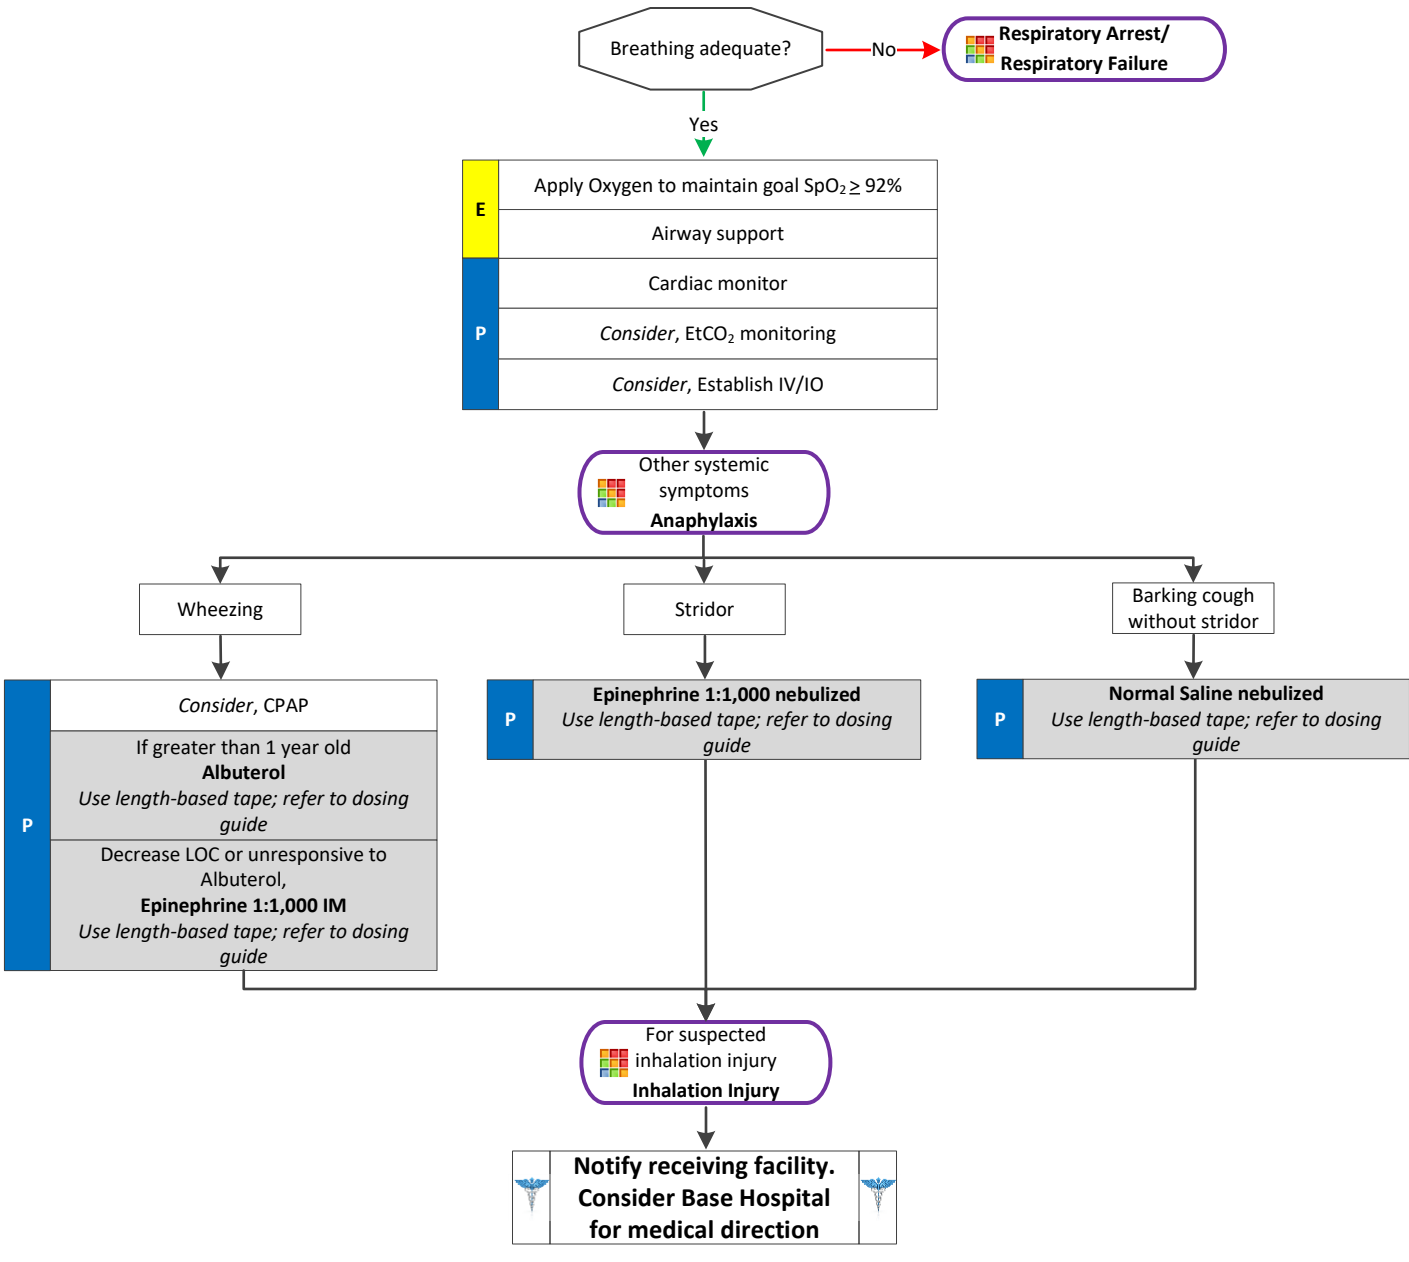 Breathing adequate?
No
Respiratory Arrest/
Respiratory Failure
Yes
E
Apply Oxygen to maintain goal SpO₂ ≥ 92%
Airway support
P
Cardiac monitor
Consider, EtCO₂ monitoring
Consider, Establish IV/IO
Other systemic
symptoms
Anaphylaxis
Wheezing
Stridor
Barking cough
without stridor
P
Consider, CPAP
If greater than 1 year old
Albuterol
Use length-based tape; refer to dosing
guide
Decrease LOC or unresponsive to
Albuterol,
Epinephrine 1:1,000 IM
Use length-based tape; refer to dosing
guide
P
Epinephrine 1:1,000 nebulized
Use length-based tape; refer to dosing
guide
P
Normal Saline nebulized
Use length-based tape; refer to dosing
guide
For suspected
inhalation injury
Inhalation Injury
Notify receiving facility.
Consider Base Hospital
for medical direction